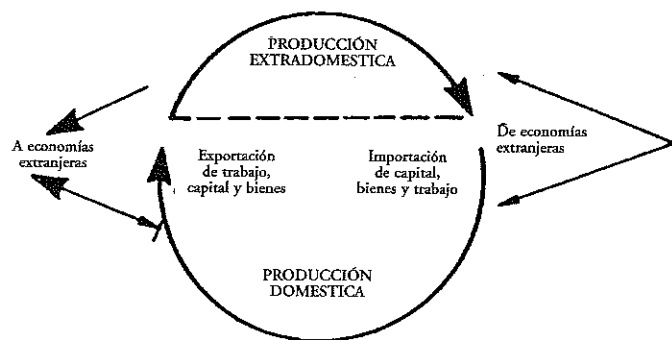 PRODUCCIÓN
EXTRADOMESTICA
A economías
extranjeras
De economías
extranjeras
Exportación
de trabajo,
capital y bienes
Importación
de capital,
bienes y trabajo
PRODUCCIÓN
DOMESTICA